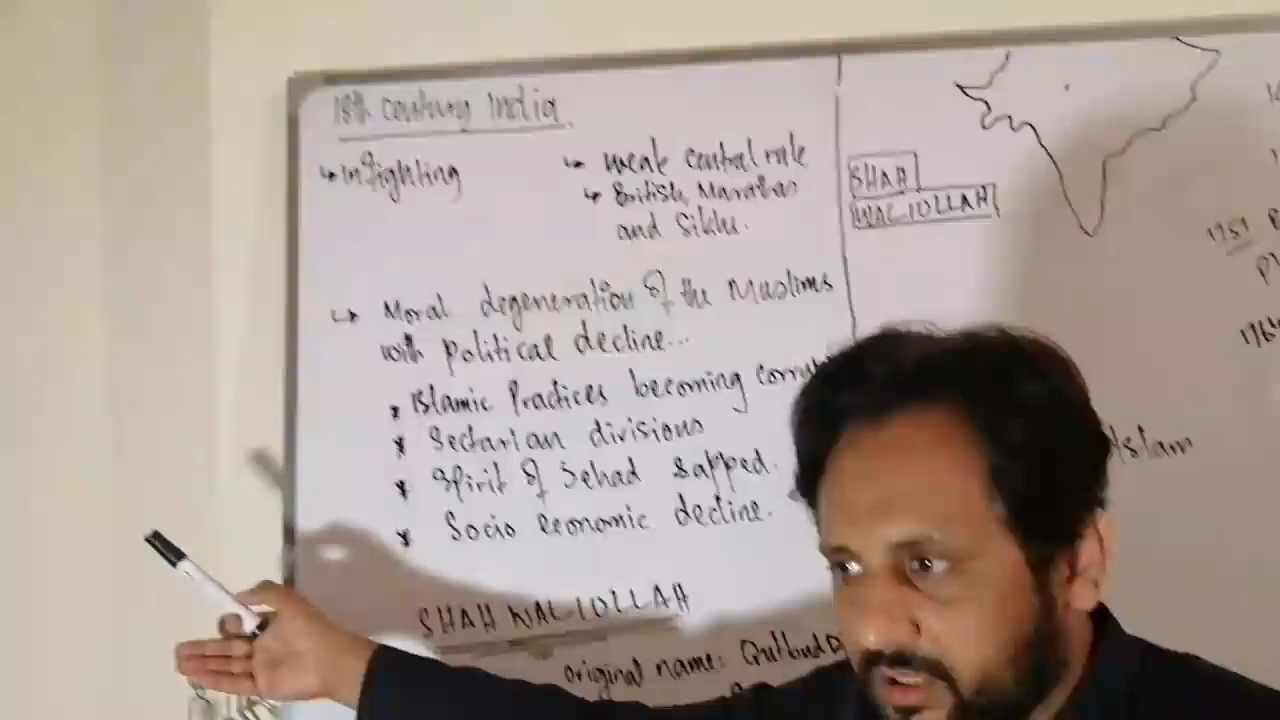 18th Century India
Infighting
weak central rule
British, Marathas
and Sikhs.
Moral degeneration of the Muslims
with political decline...
Islamic Practices becoming
Sectarian divisions
Spirit of Jehad sapped.
Socio economic decline.
SHAH WALIULLAH
original name:
SHAH
WALIULLAH
1757
Islam